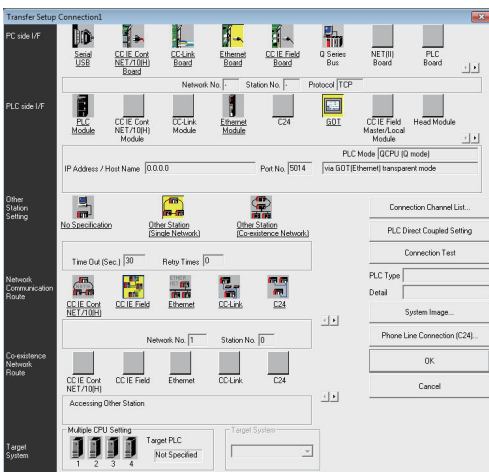 Transfer Setup Connection1
PC side I/F
Serial USB
CC IE Cont NET/10(H) Board
CC-Link Board
Ethernet Board
CC IE Field Board
Q Series Bus
NET(II) Board
PLC Board
Network No. - Station No. - Protocol TCP
PLC side I/F
PLC Module
CC IE Cont NET/10(H) Module
CC-Link Module
Ethernet Module
C24
GOT
CC IE Field Master/Local Module
Head Module
PLC Mode QCPU (Q mode)
IP Address / Host Name 0.0.0.0 Port No. 5014 via GOT(Ethernet) transparent mode
Other Station Setting
No Specification
Other Station (Single Network)
Other Station (Co-existence Network)
Time Out (Sec.) 30 Retry Times 0
Network Communication Route
CC IE Cont NET/10(H)
CC IE Field
Ethernet
CC-Link
C24
Network No. 1 Station No. 0
Co-existence Network Route
CC IE Cont NET/10(H)
CC IE Field
Ethernet
CC-Link
C24
Accessing Other Station
Target System
Multiple CPU Setting
1 2 3 4
Target PLC
Not Specified
Target System
Connection Channel List...
PLC Direct Coupled Setting
Connection Test
PLC Type
Detail
System Image...
Phone Line Connection (C24)...
OK
Cancel